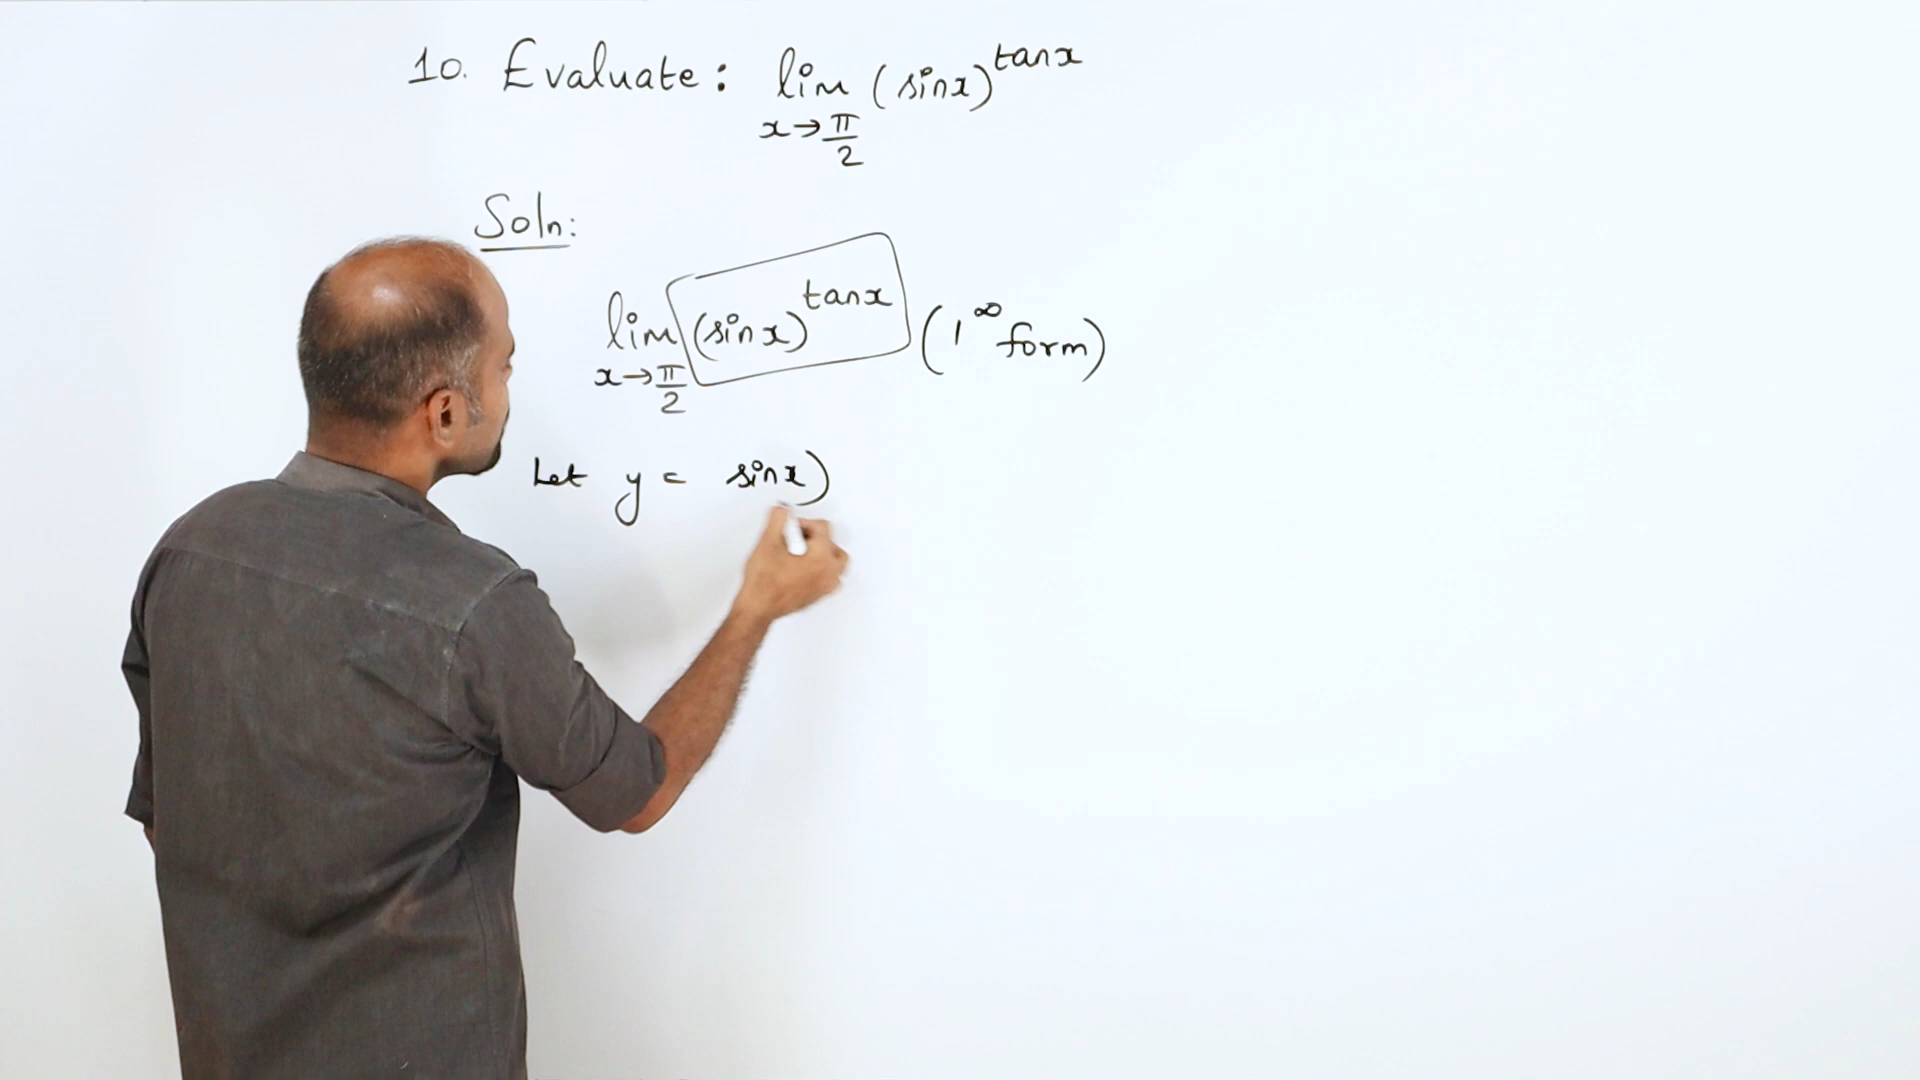 10. Evaluate: lim (sinx)^tanx
x→π/2
Soln:
lim (sinx)^tanx (1^∞ form)
x→π/2
Let y = sinx)